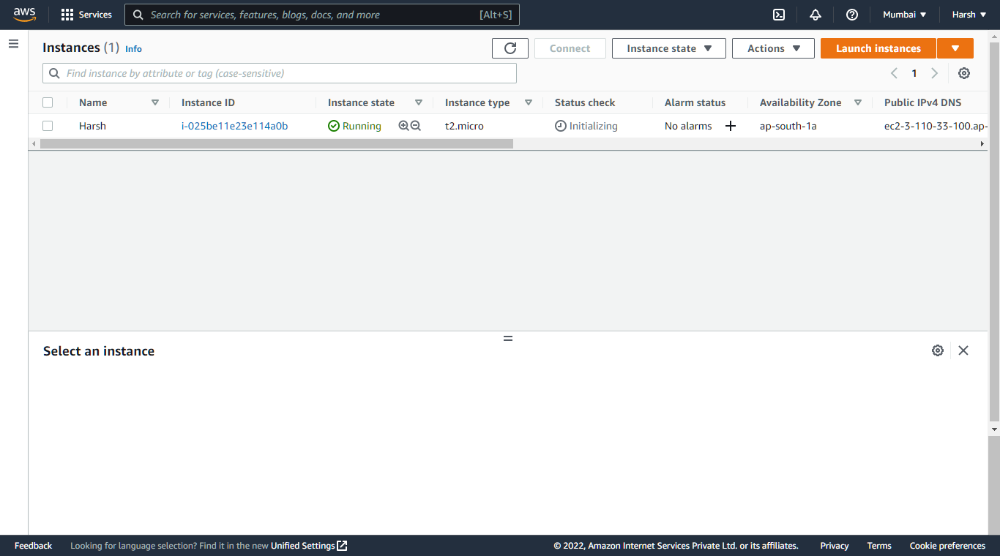 aws Services Search for services, features, blogs, docs, and more [Alt+S] Mumbai Harsh
Instances (1) Info Connect Instance state Actions Launch instances
Find instance by attribute or tag (case-sensitive) 1
Name Instance ID Instance state Instance type Status check Alarm status Availability Zone Public IPv4 DNS
Harsh i-025be11e23e114a0b Running t2.micro Initializing No alarms ap-south-1a ec2-3-110-33-100.ap-
Select an instance
Feedback Looking for language selection? Find it in the new Unified Settings © 2022, Amazon Internet Services Private Ltd. or its affiliates. Privacy Terms Cookie preferences